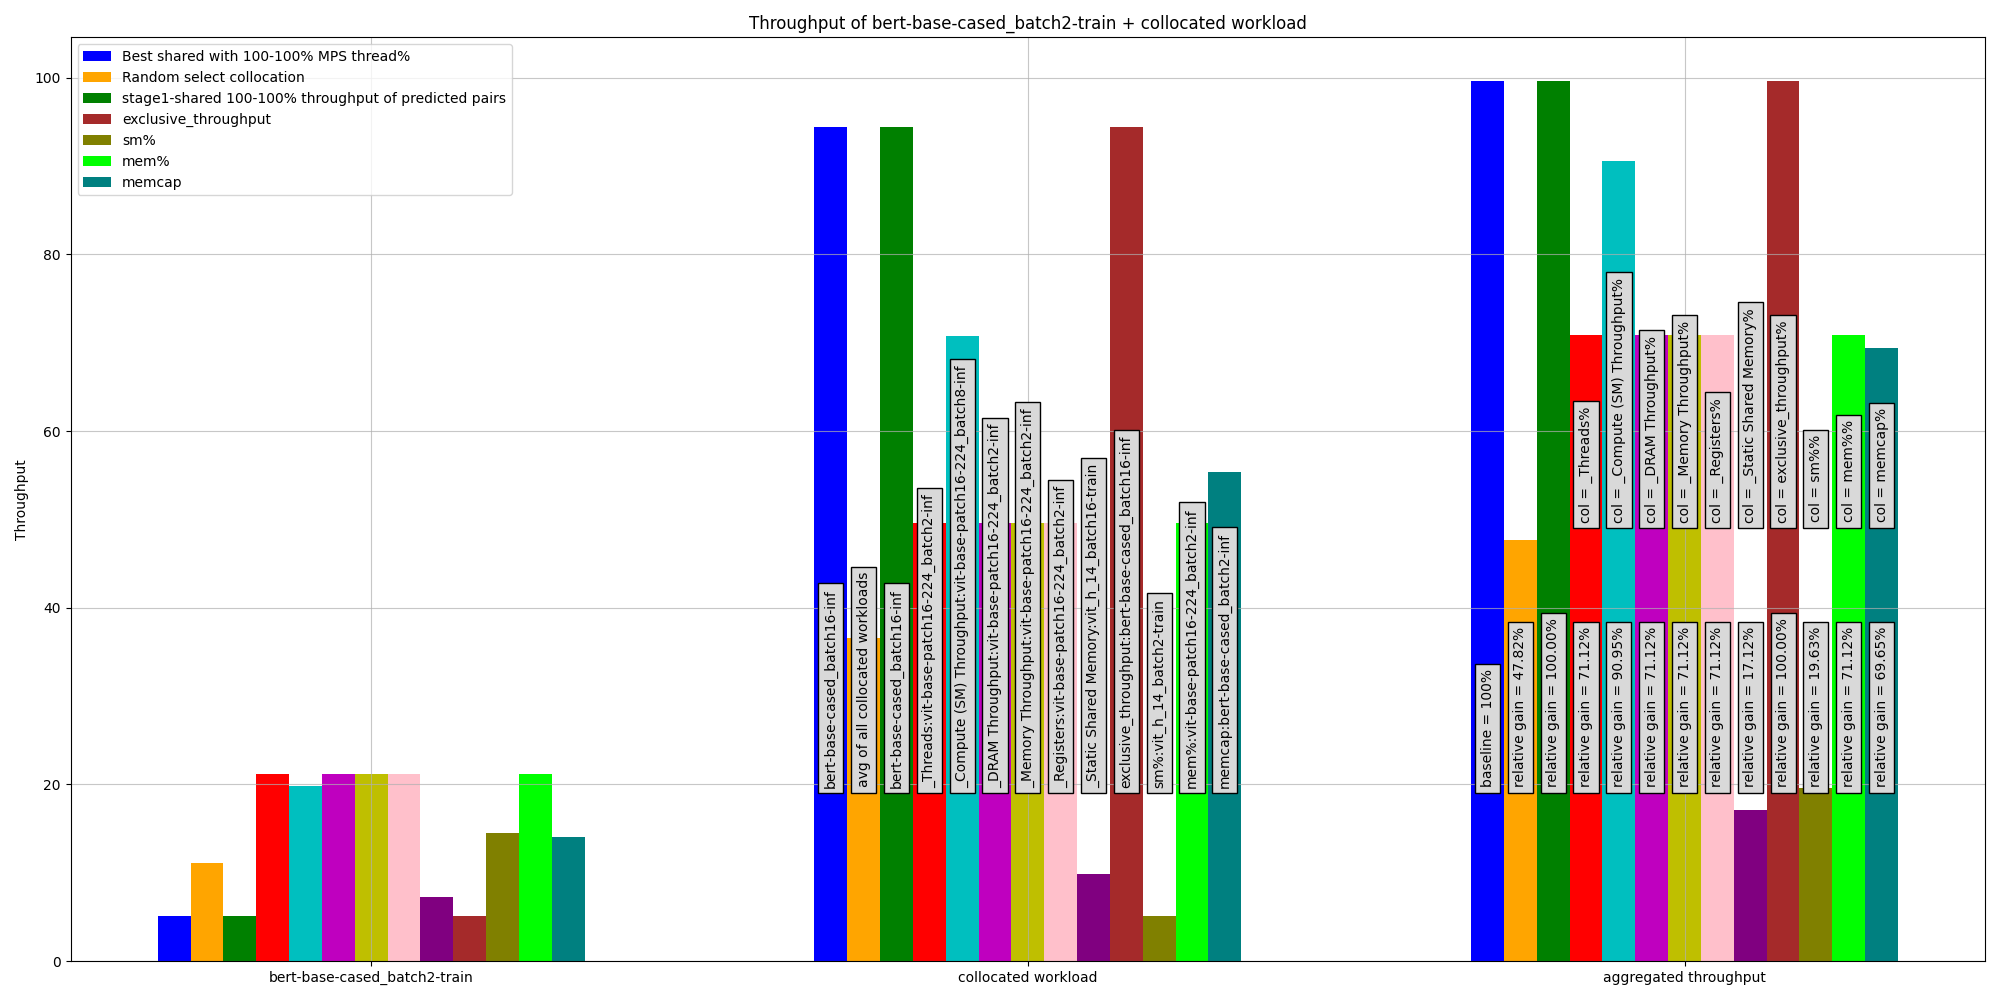 Throughput of bert-base-cased_batch2-train + collocated workload
Best shared with 100-100% MPS thread%
Random select collocation
stage1-shared 100-100% throughput of predicted pairs
exclusive_throughput
sm%
mem%
memcap
Throughput
100
80
60
40
20
0
bert-base-cased_batch16-inf
avg of all collocated workloads
bert-base-cased_batch16-inf
_Threads:vit-base-patch16-224_batch2-inf
_Compute (SM) Throughput:vit-base-patch16-224_batch8-inf
_DRAM Throughput:vit-base-patch16-224_batch2-inf
_Memory Throughput:vit-base-patch16-224_batch2-inf
_Registers:vit-base-patch16-224_batch2-inf
_Static Shared Memory:vit_h_14_batch16-train
exclusive_throughput:bert-base-cased_batch16-inf
sm%:vit_h_14_batch2-train
mem%:vit-base-patch16-224_batch2-inf
memcap:bert-base-cased_batch2-inf
col = _Threads%
col = _Compute (SM) Throughput%
col = _DRAM Throughput%
col = _Memory Throughput%
col = _Registers%
col = _Static Shared Memory%
col = exclusive_throughput%
col = sm%%
col = mem%%
col = memcap%
baseline = 100%
relative gain = 47.82%
relative gain = 100.00%
relative gain = 71.12%
relative gain = 90.95%
relative gain = 71.12%
relative gain = 71.12%
relative gain = 71.12%
relative gain = 17.12%
relative gain = 100.00%
relative gain = 19.63%
relative gain = 71.12%
relative gain = 69.65%
bert-base-cased_batch2-train
collocated workload
aggregated throughput